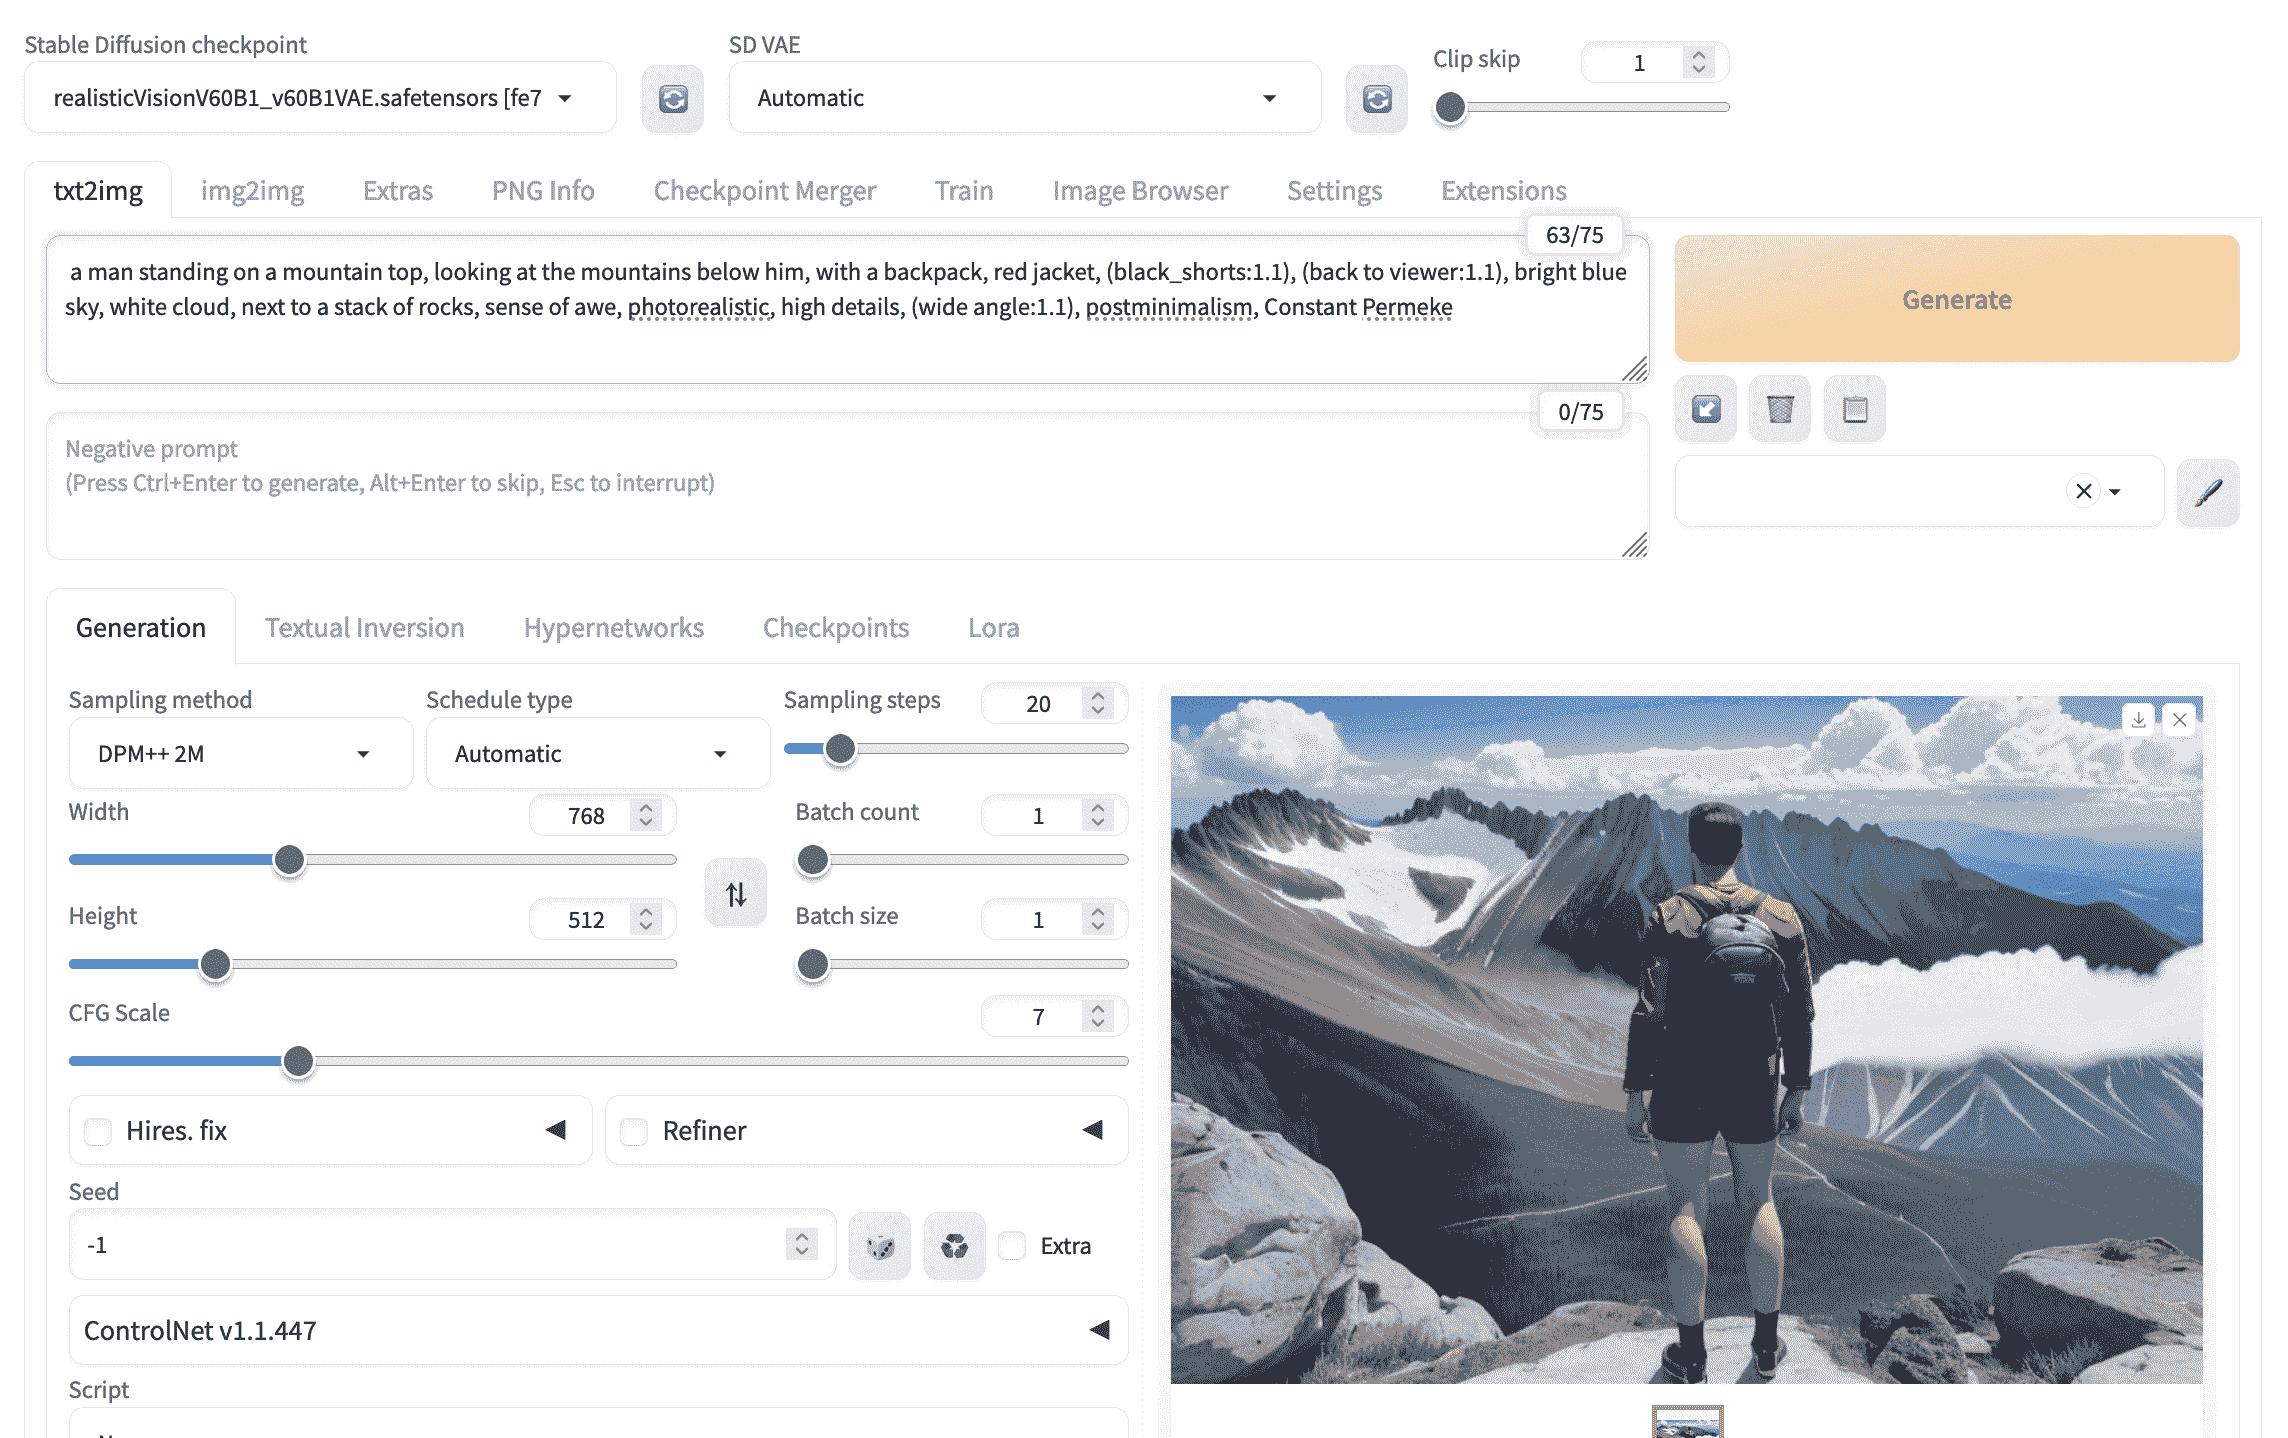 Stable Diffusion checkpoint
SD VAE
Clip skip
1
realisticVisionV60B1_v60B1VAE.safetensors [fe7
Automatic
txt2img
img2img
Extras
PNG Info
Checkpoint Merger
Train
Image Browser
Settings
Extensions
63/75
a man standing on a mountain top, looking at the mountains below him, with a backpack, red jacket, (black_shorts:1.1), (back to viewer:1.1), bright blue
sky, white cloud, next to a stack of rocks, sense of awe, photorealistic, high details, (wide angle:1.1), postminimalism, Constant Permeke
Generate
0/75
Negative prompt
(Press Ctrl+Enter to generate, Alt+Enter to skip, Esc to interrupt)
Generation
Textual Inversion
Hypernetworks
Checkpoints
Lora
Sampling method
Schedule type
Sampling steps
20
DPM++ 2M
Automatic
Width
768
Batch count
1
Height
512
Batch size
1
CFG Scale
7
Hires. fix
Refiner
Seed
-1
Extra
ControlNet v1.1.447
Script